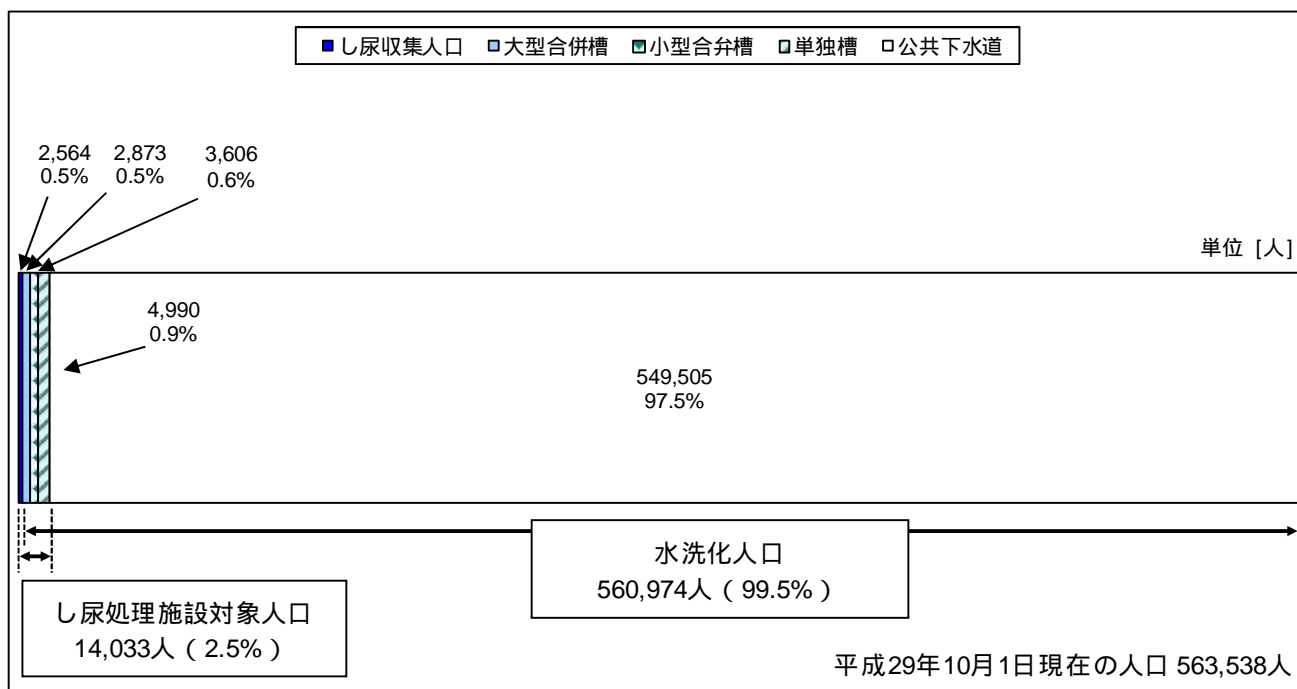 し尿収集人口 大型合併槽 小型合弁槽 単独槽 公共下水道
2,564 2,873 3,606
0.5% 0.5% 0.6%
単位 [人]
4,990
0.9%
549,505
97.5%
水洗化人口
560,974人（99.5%）
し尿処理施設対象人口
14,033人（2.5%）
平成29年10月1日現在の人口 563,538人